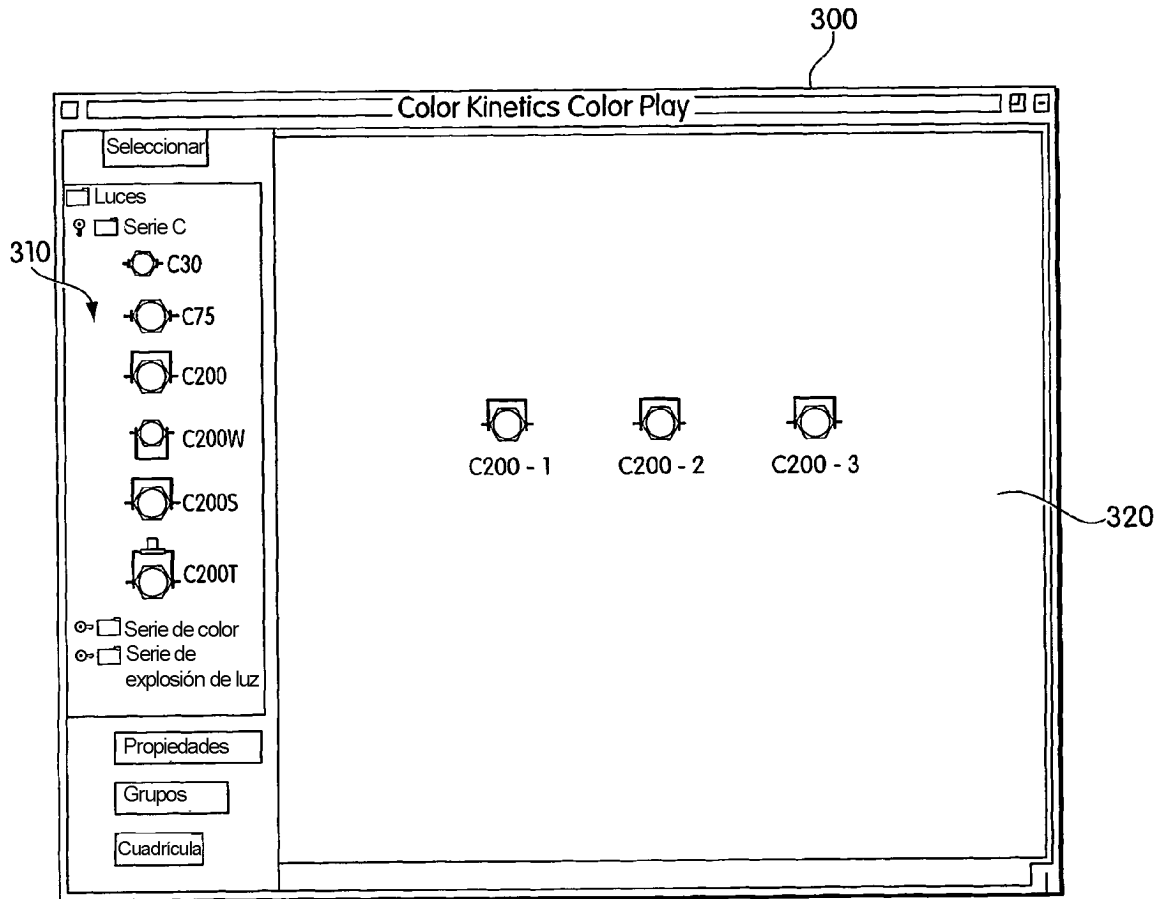 300
Color Kinetics Color Play
Seleccionar
Luces
Serie C
310
C30
C75
C200
C200W
C200S
C200T
Serie de color
Serie de
explosión de luz
C200 - 1
C200 - 2
C200 - 3
320
Propiedades
Grupos
Cuadrícula